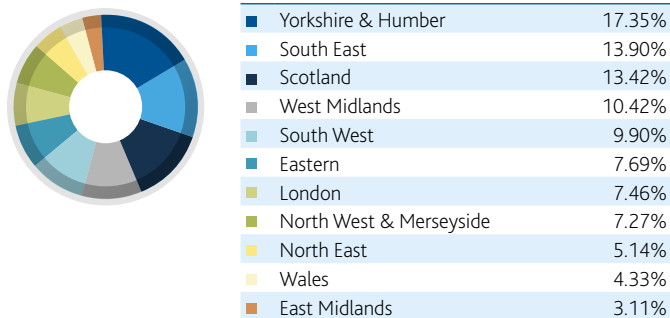 Yorkshire & Humber 17.35%
South East 13.90%
Scotland 13.42%
West Midlands 10.42%
South West 9.90%
Eastern 7.69%
London 7.46%
North West & Merseyside 7.27%
North East 5.14%
Wales 4.33%
East Midlands 3.11%